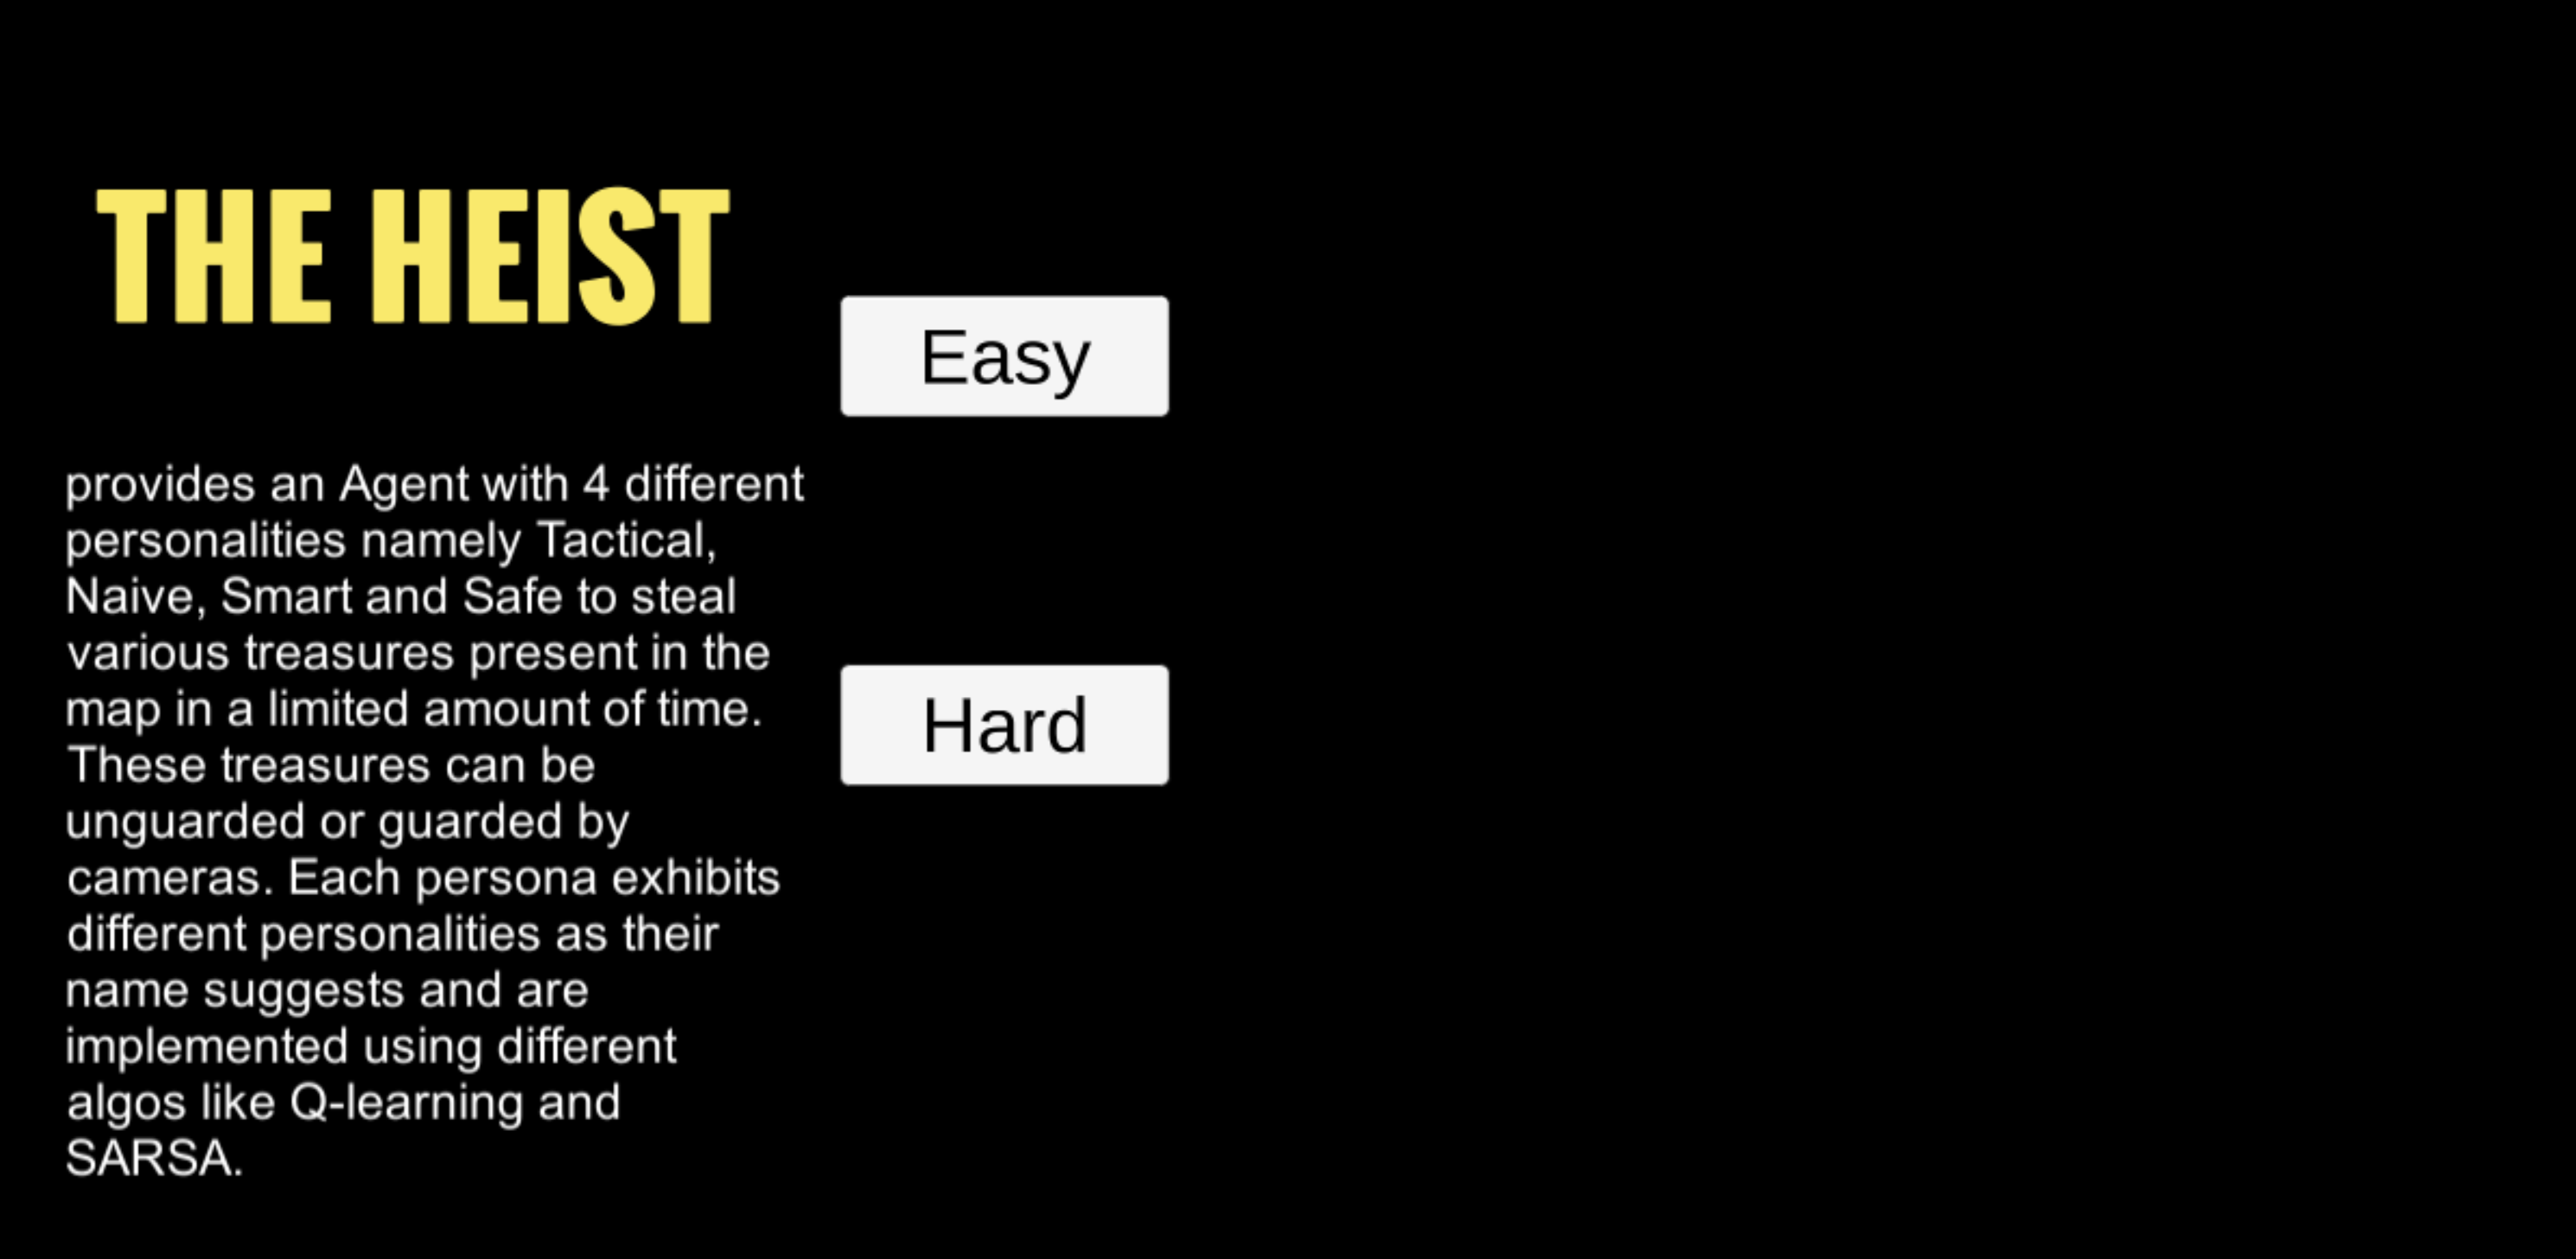 THE HEIST
Easy
provides an Agent with 4 different
personalities namely Tactical,
Naive, Smart and Safe to steal
various treasures present in the
map in a limited amount of time.
These treasures can be
unguarded or guarded by
cameras. Each persona exhibits
different personalities as their
name suggests and are
implemented using different
algos like Q-learning and
SARSA.
Hard